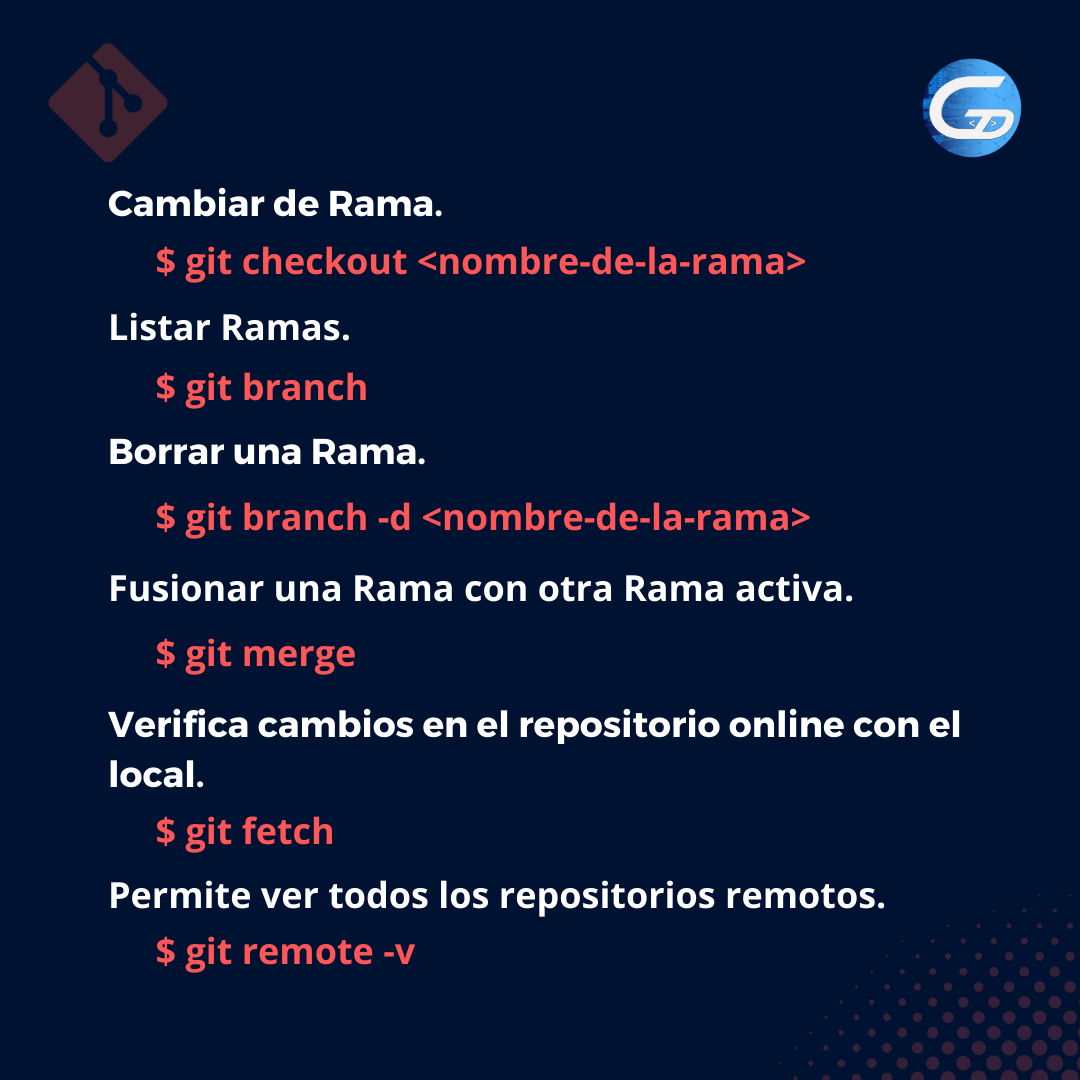 Cambiar de Rama.
$ git checkout <nombre-de-la-rama>
Listar Ramas.
$ git branch
Borrar una Rama.
$ git branch -d <nombre-de-la-rama>
Fusionar una Rama con otra Rama activa.
$ git merge
Verifica cambios en el repositorio online con el
local.
$ git fetch
Permite ver todos los repositorios remotos.
$ git remote -v